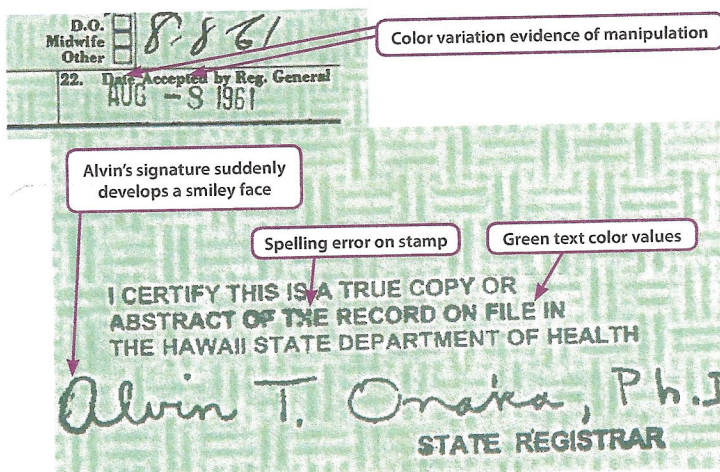 D.O.
Midwife
Other
8-8 61
Color variation evidence of manipulation
22. Date Accepted by Reg. General
AUG -8 1961
Alvin's signature suddenly
develops a smiley face
Spelling error on stamp
Green text color values
I CERTIFY THIS IS A TRUE COPY OR
ABSTRACT OF TXE RECORD ON FILE IN
THE HAWAII STATE DEPARTMENT OF HEALTH
Alvin T. Onaka, Ph.D
STATE REGISTRAR